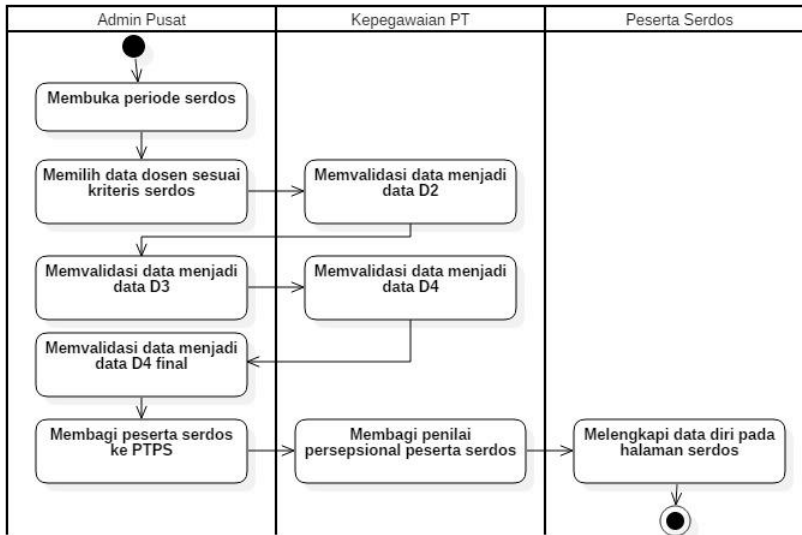 Admin Pusat
Kepegawaian PT
Peserta Serdos
Membuka periode serdos
Memilih data dosen sesuai
kriteris serdos
Memvalidasi data menjadi
data D2
Memvalidasi data menjadi
data D3
Memvalidasi data menjadi
data D4
Memvalidasi data menjadi
data D4 final
Membagi peserta serdos
ke PTPS
Membagi penilai
persepsional peserta serdos
Melengkapi data diri pada
halaman serdos